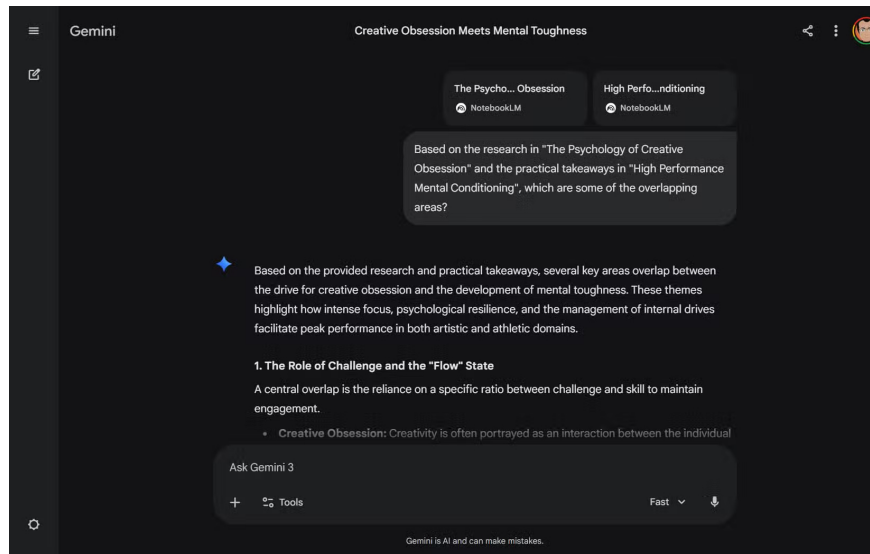 Gemini
Creative Obsession Meets Mental Toughness
The Psycho... Obsession
NotebookLM
High Perfo...nditioning
NotebookLM
Based on the research in "The Psychology of Creative
Obsession" and the practical takeaways in "High Performance
Mental Conditioning", which are some of the overlapping
areas?
Based on the provided research and practical takeaways, several key areas overlap between
the drive for creative obsession and the development of mental toughness. These themes
highlight how intense focus, psychological resilience, and the management of internal drives
facilitate peak performance in both artistic and athletic domains.
1. The Role of Challenge and the "Flow" State
A central overlap is the reliance on a specific ratio between challenge and skill to maintain
engagement.
• Creative Obsession: Creativity is often portrayed as an interaction between the individual
Ask Gemini 3
Tools
Fast
Gemini is AI and can make mistakes.